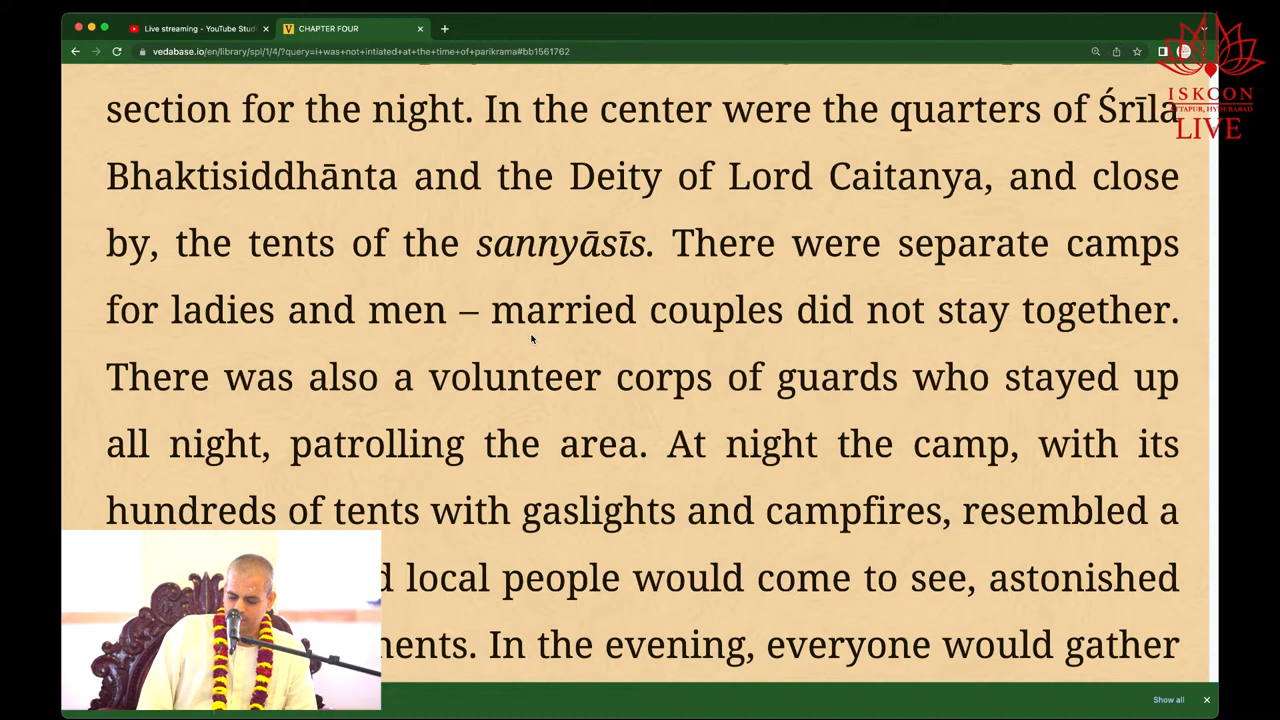 Live streaming - YouTube Stud
CHAPTER FOUR
vedabase.io/en/library/spl/1/4/?query=i+was+not+intiated+at+the+time+of+parikrama#bb1561762
ISKCON
ATTAPUR, HYDERABAD
LIVE
section for the night. In the center were the quarters of Śrīla
Bhaktisiddhānta and the Deity of Lord Caitanya, and close
by, the tents of the sannyāsīs. There were separate camps
for ladies and men – married couples did not stay together.
There was also a volunteer corps of guards who stayed up
all night, patrolling the area. At night the camp, with its
hundreds of tents with gaslights and campfires, resembled a
d local people would come to see, astonished
ments. In the evening, everyone would gather
Show all